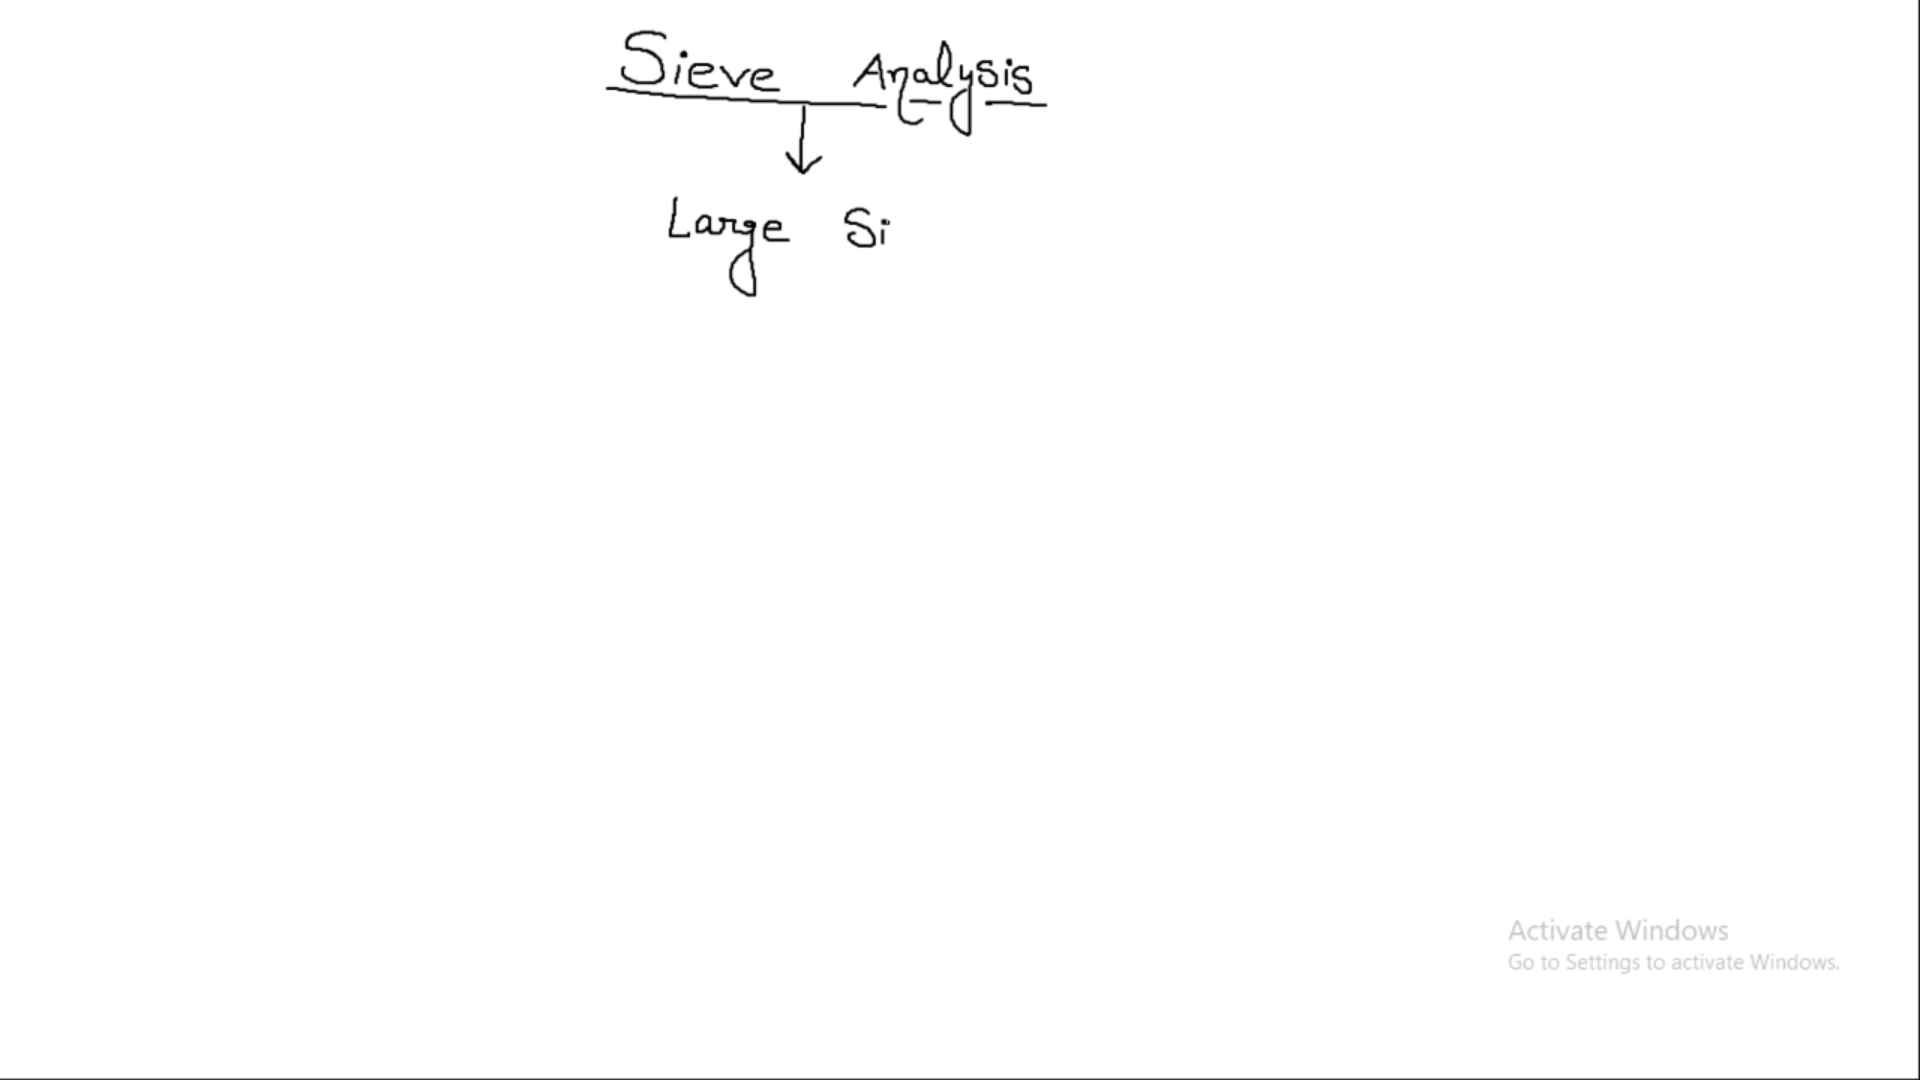 Sieve Analysis
Large Si
Activate Windows
Go to Settings to activate Windows.